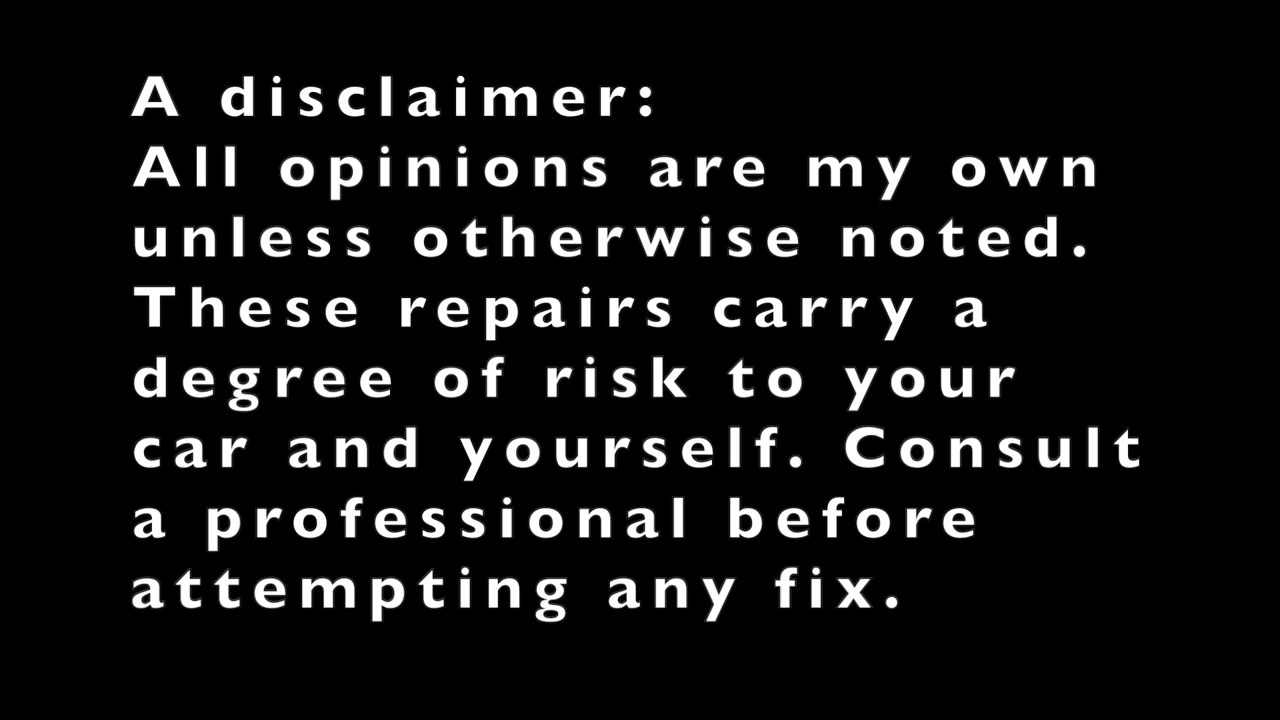 A disclaimer:
All opinions are my own
unless otherwise noted.
These repairs carry a
degree of risk to your
car and yourself. Consult
a professional before
attempting any fix.